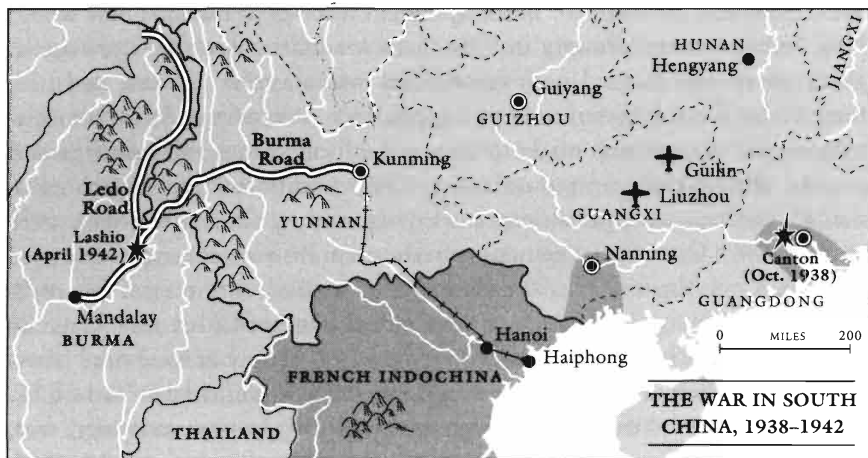 HUNAN
Hengyang
JIANGXI
Guiyang
GUIZHOU
Burma
Road
Kunming
Guilin
Ledo
Road
Liuzhou
YUNNAN
GUANGXI
Lashio
(April 1942)
Nanning
Canton
(Oct. 1938)
Mandalay
GUANGDONG
BURMA
Hanoi
Haiphong
0 MILES 200
FRENCH INDOCHINA
THE WAR IN SOUTH
CHINA, 1938–1942
THAILAND